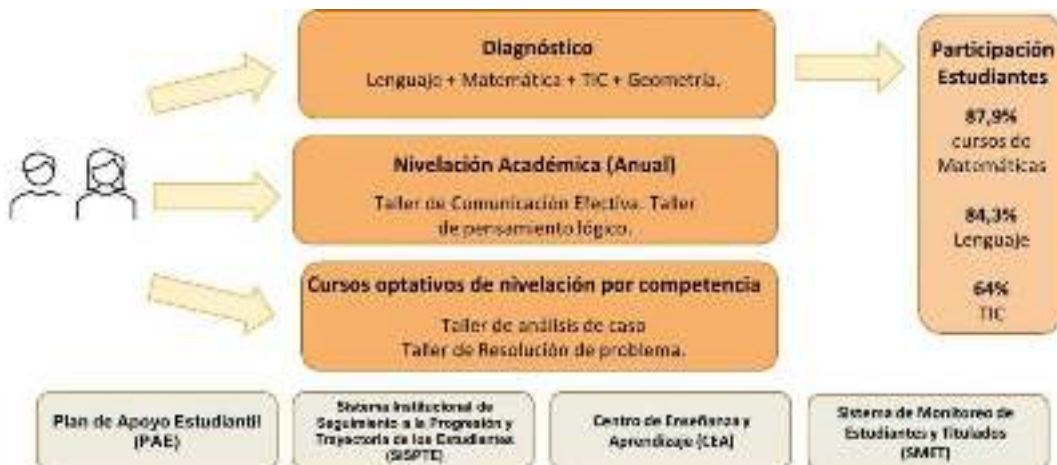 Diagnóstico
Lenguaje + Matemática + TIC + Geometría.
Nivelación Académica (Anual)
Taller de Comunicación Efectiva. Taller
de pensamiento lógico.
Cursos optativos de nivelación por competencia
Taller de análisis de caso
Taller de Resolución de problema.
Participación
Estudiantes
87,9%
cursos de
Matemáticas
84,3%
Lenguaje
64%
TIC
Plan de Apoyo Estudiantil
(PAE)
Sistema Institucional de
Seguimiento a la Progresión y
Trayectoria de los Estudiantes
(SISPTE)
Centro de Enseñanza y
Aprendizaje (CEA)
Sistema de Monitoreo de
Estudiantes y Titulados
(SMET)